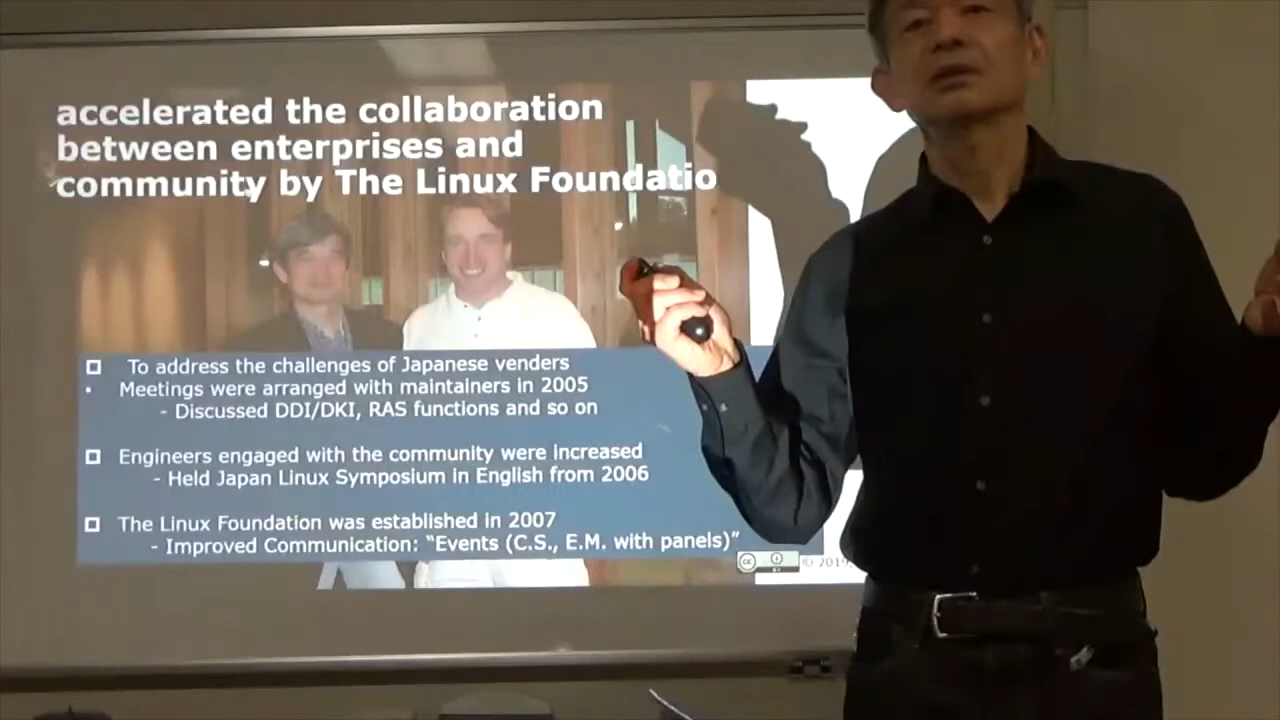 accelerated the collaboration
between enterprises and
community by The Linux Foundatio
To address the challenges of Japanese venders
• Meetings were arranged with maintainers in 2005
- Discussed DDI/DKI, RAS functions and so on
Engineers engaged with the community were increased
- Held Japan Linux Symposium in English from 2006
The Linux Foundation was established in 2007
- Improved Communication: “Events (C.S., E.M. with panels)”
cc
BY
© 2019